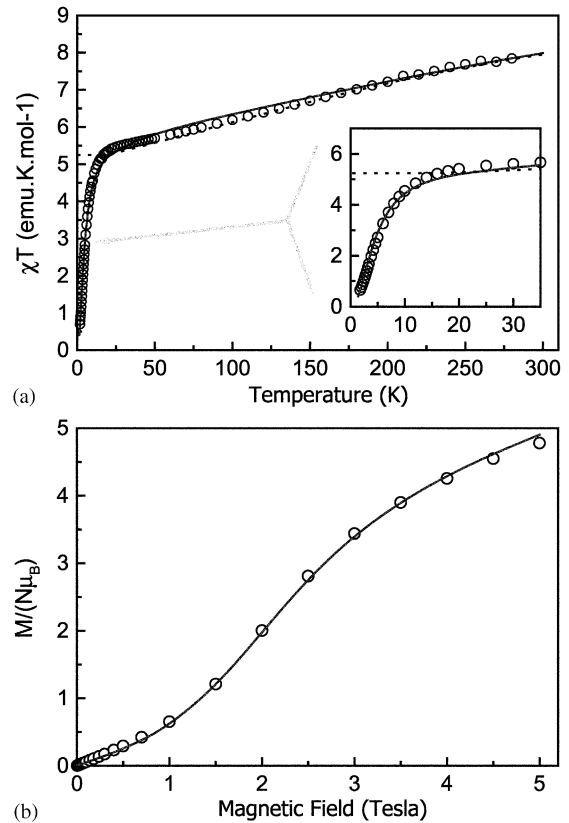 9
8
7
6
5
4
3
2
1
0
χT (emu.K.mol-1)
6
4
2
0
0 10 20 30
0 50 100 150 200 250 300
Temperature (K)
(a)
5
4
3
2
1
0
M/(NμB)
0 1 2 3 4 5
Magnetic Field (Tesla)
(b)